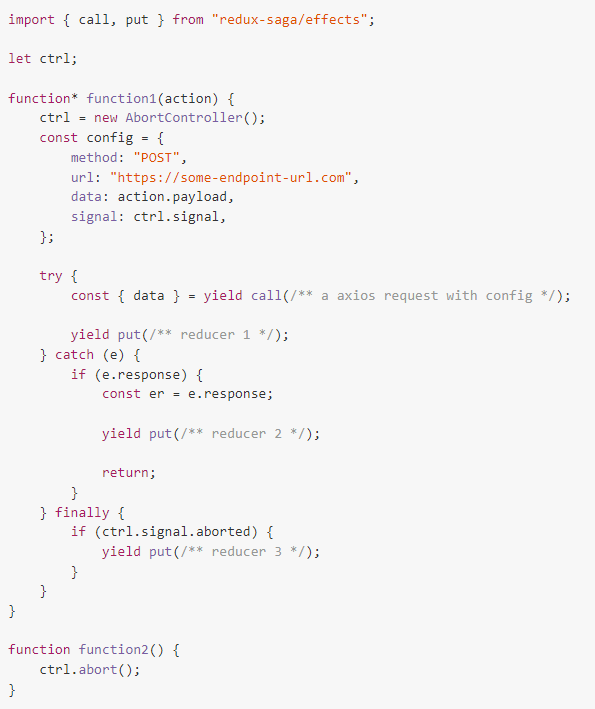 import { call, put } from "redux-saga/effects";
let ctrl;
function* function1(action) {
    ctrl = new AbortController();
    const config = {
        method: "POST",
        url: "https://some-endpoint-url.com",
        data: action.payload,
        signal: ctrl.signal,
    };
    try {
        const { data } = yield call(/** a axios request with config */);
        yield put(/** reducer 1 */);
    } catch (e) {
        if (e.response) {
            const er = e.response;
            yield put(/** reducer 2 */);
            return;
        }
    } finally {
        if (ctrl.signal.aborted) {
            yield put(/** reducer 3 */);
        }
    }
}
function function2() {
    ctrl.abort();
}